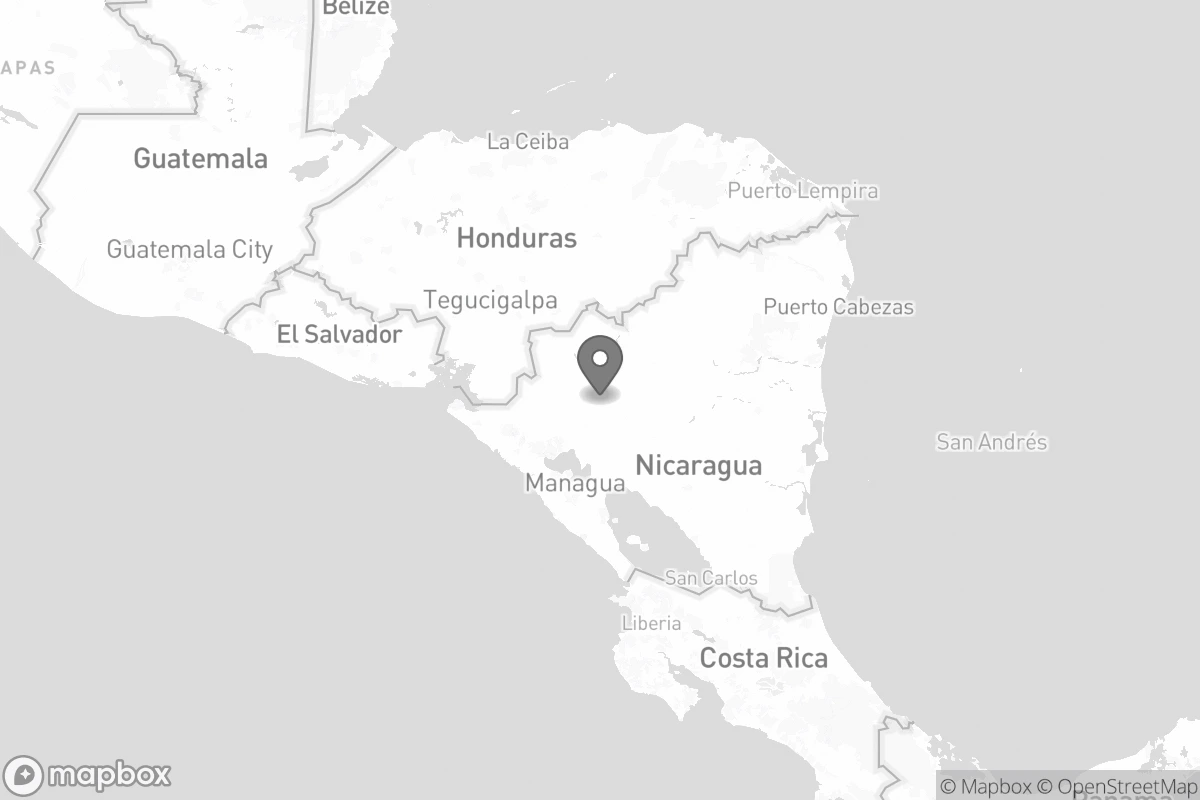 Belize
APAS
La Ceiba
Guatemala
Puerto Lempira
Honduras
Guatemala City
Tegucigalpa
Puerto Cabezas
El Salvador
San Andrés
Nicaragua
Managua
San Carlos
Liberia
Costa Rica
mapbox
© Mapbox © OpenStreetMap
Panama